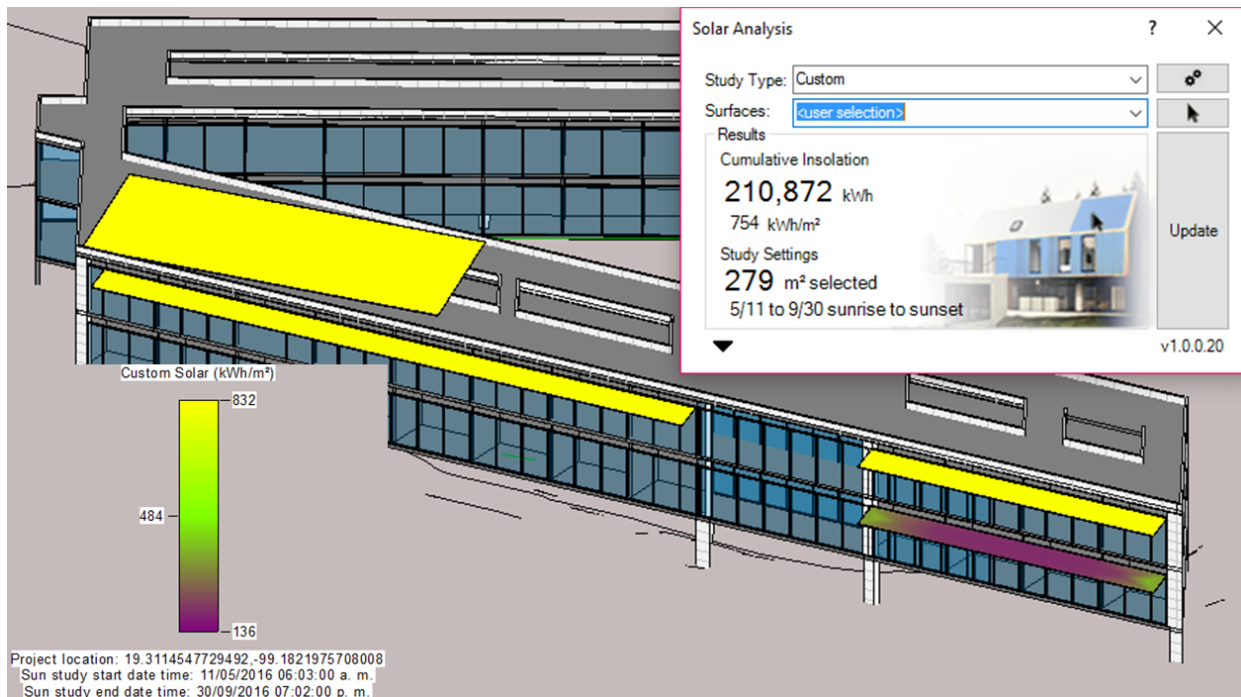 Solar Analysis
?
Study Type: Custom
Surfaces: <user selection>
Results
Cumulative Insolation
210,872 kWh
754 kWh/m²
Study Settings
279 m² selected
5/11 to 9/30 sunrise to sunset
Update
v1.0.0.20
Custom Solar (kWh/m²)
832
484
136
Project location: 19.3114547729492,-99.1821975708008
Sun study start date time: 11/05/2016 06:03:00 a. m.
Sun study end date time: 30/09/2016 07:02:00 p. m.